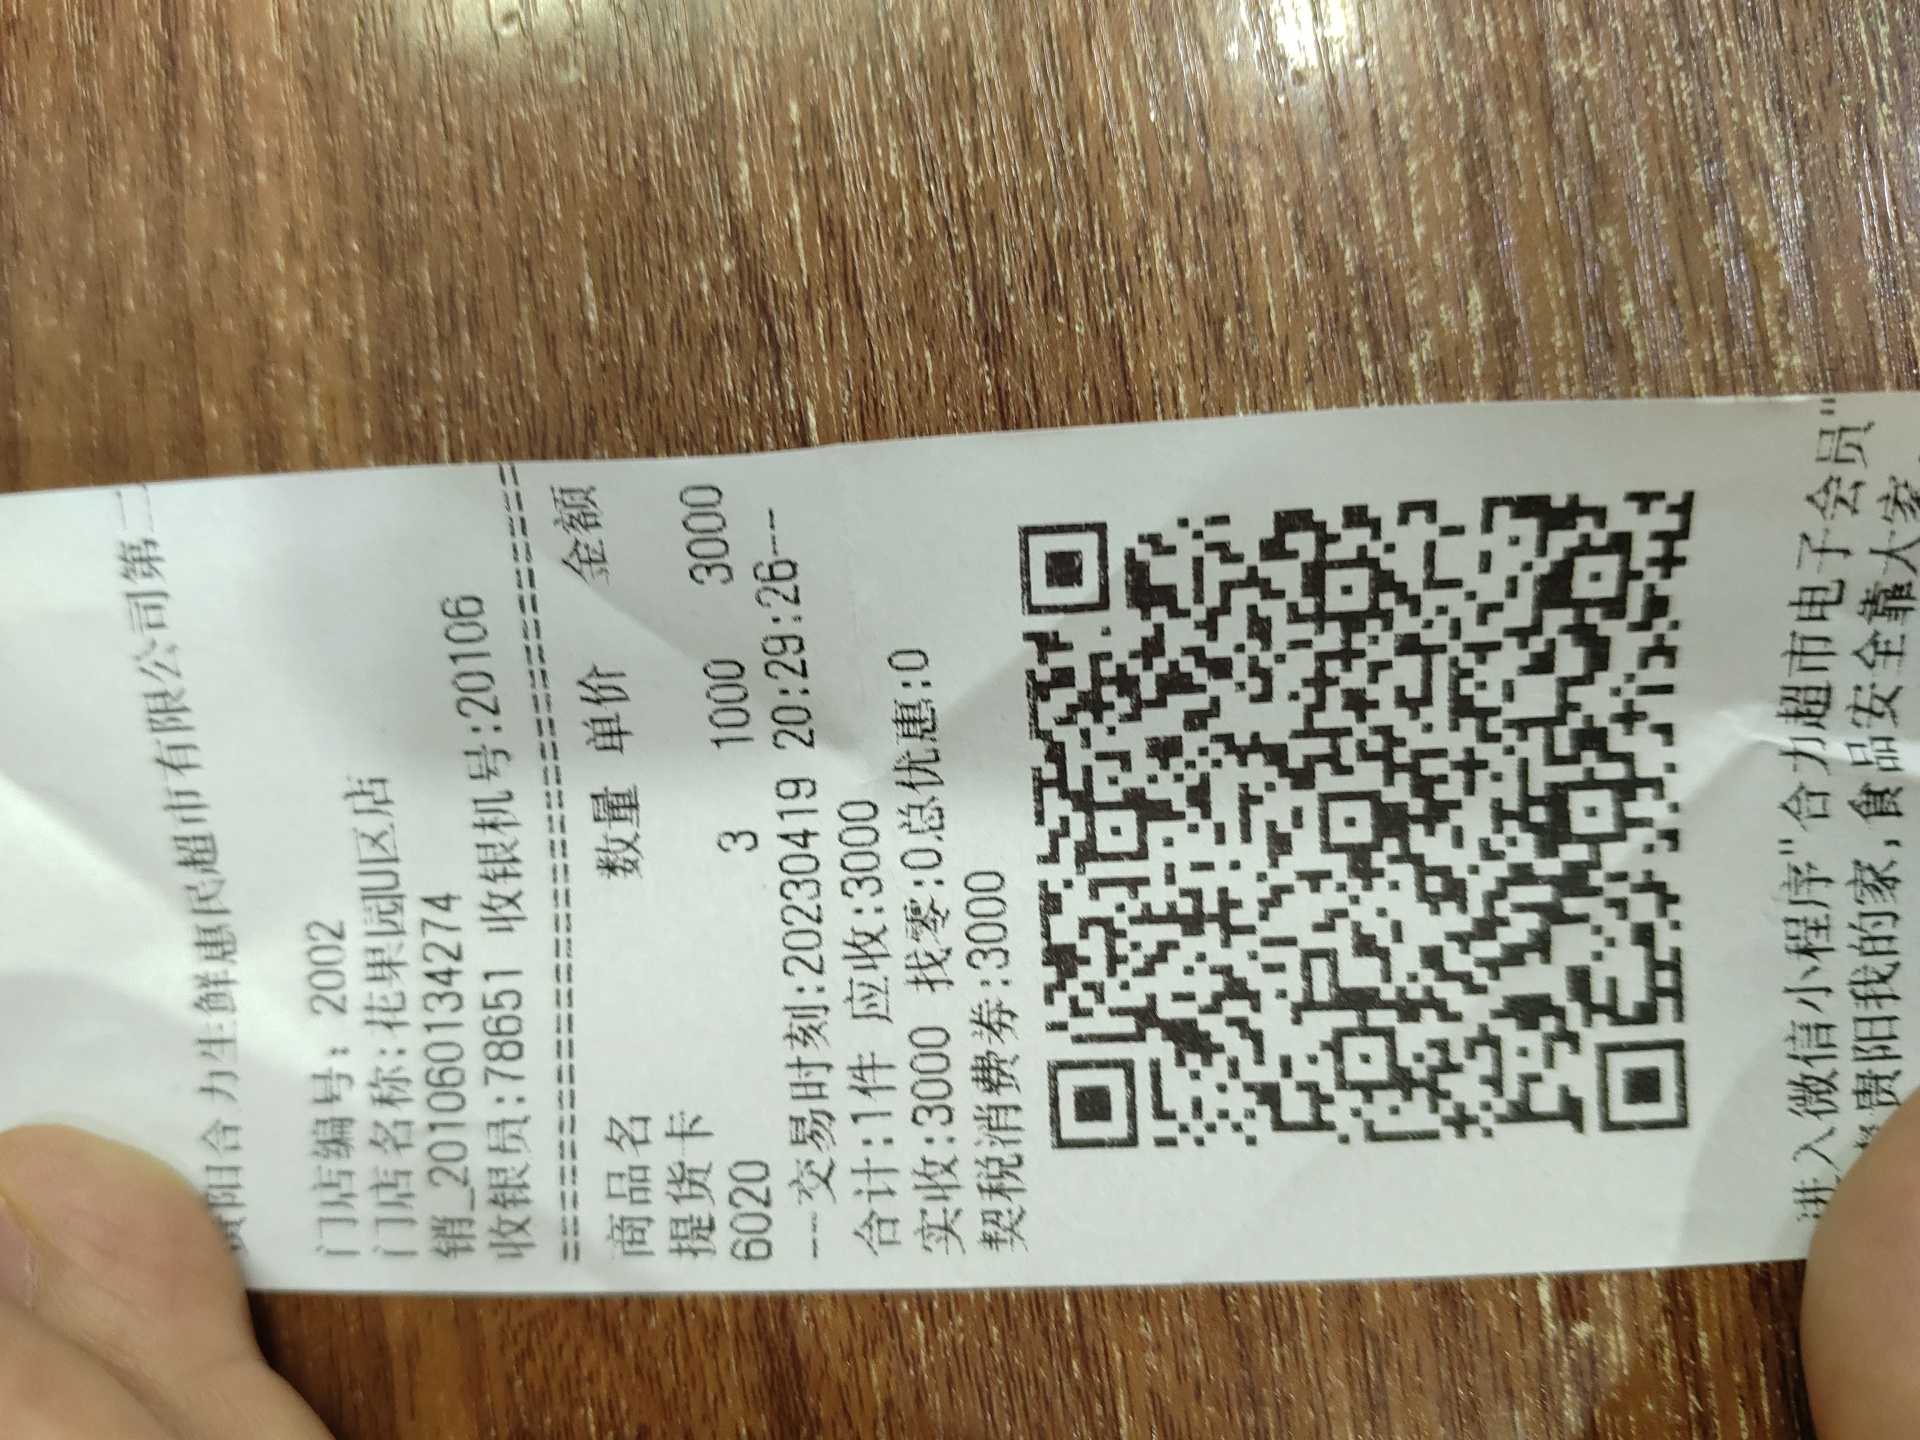 贵阳合力生鲜惠民超市有限公司第二
门店编号: 2002
门店名称:花果园U区店
销_2010601134274
收银员:78651 收银机号:20106
商品名 数量 单价 金额
提货卡
6020 3 1000 3000
---交易时刻:20230419 20:29:26---
合计:1件 应收:3000
实收:3000 找零:0总优惠:0
契税消费券:3000
进入微信小程序"合力超市电子会员"
贵阳我的家,食品安全靠大家